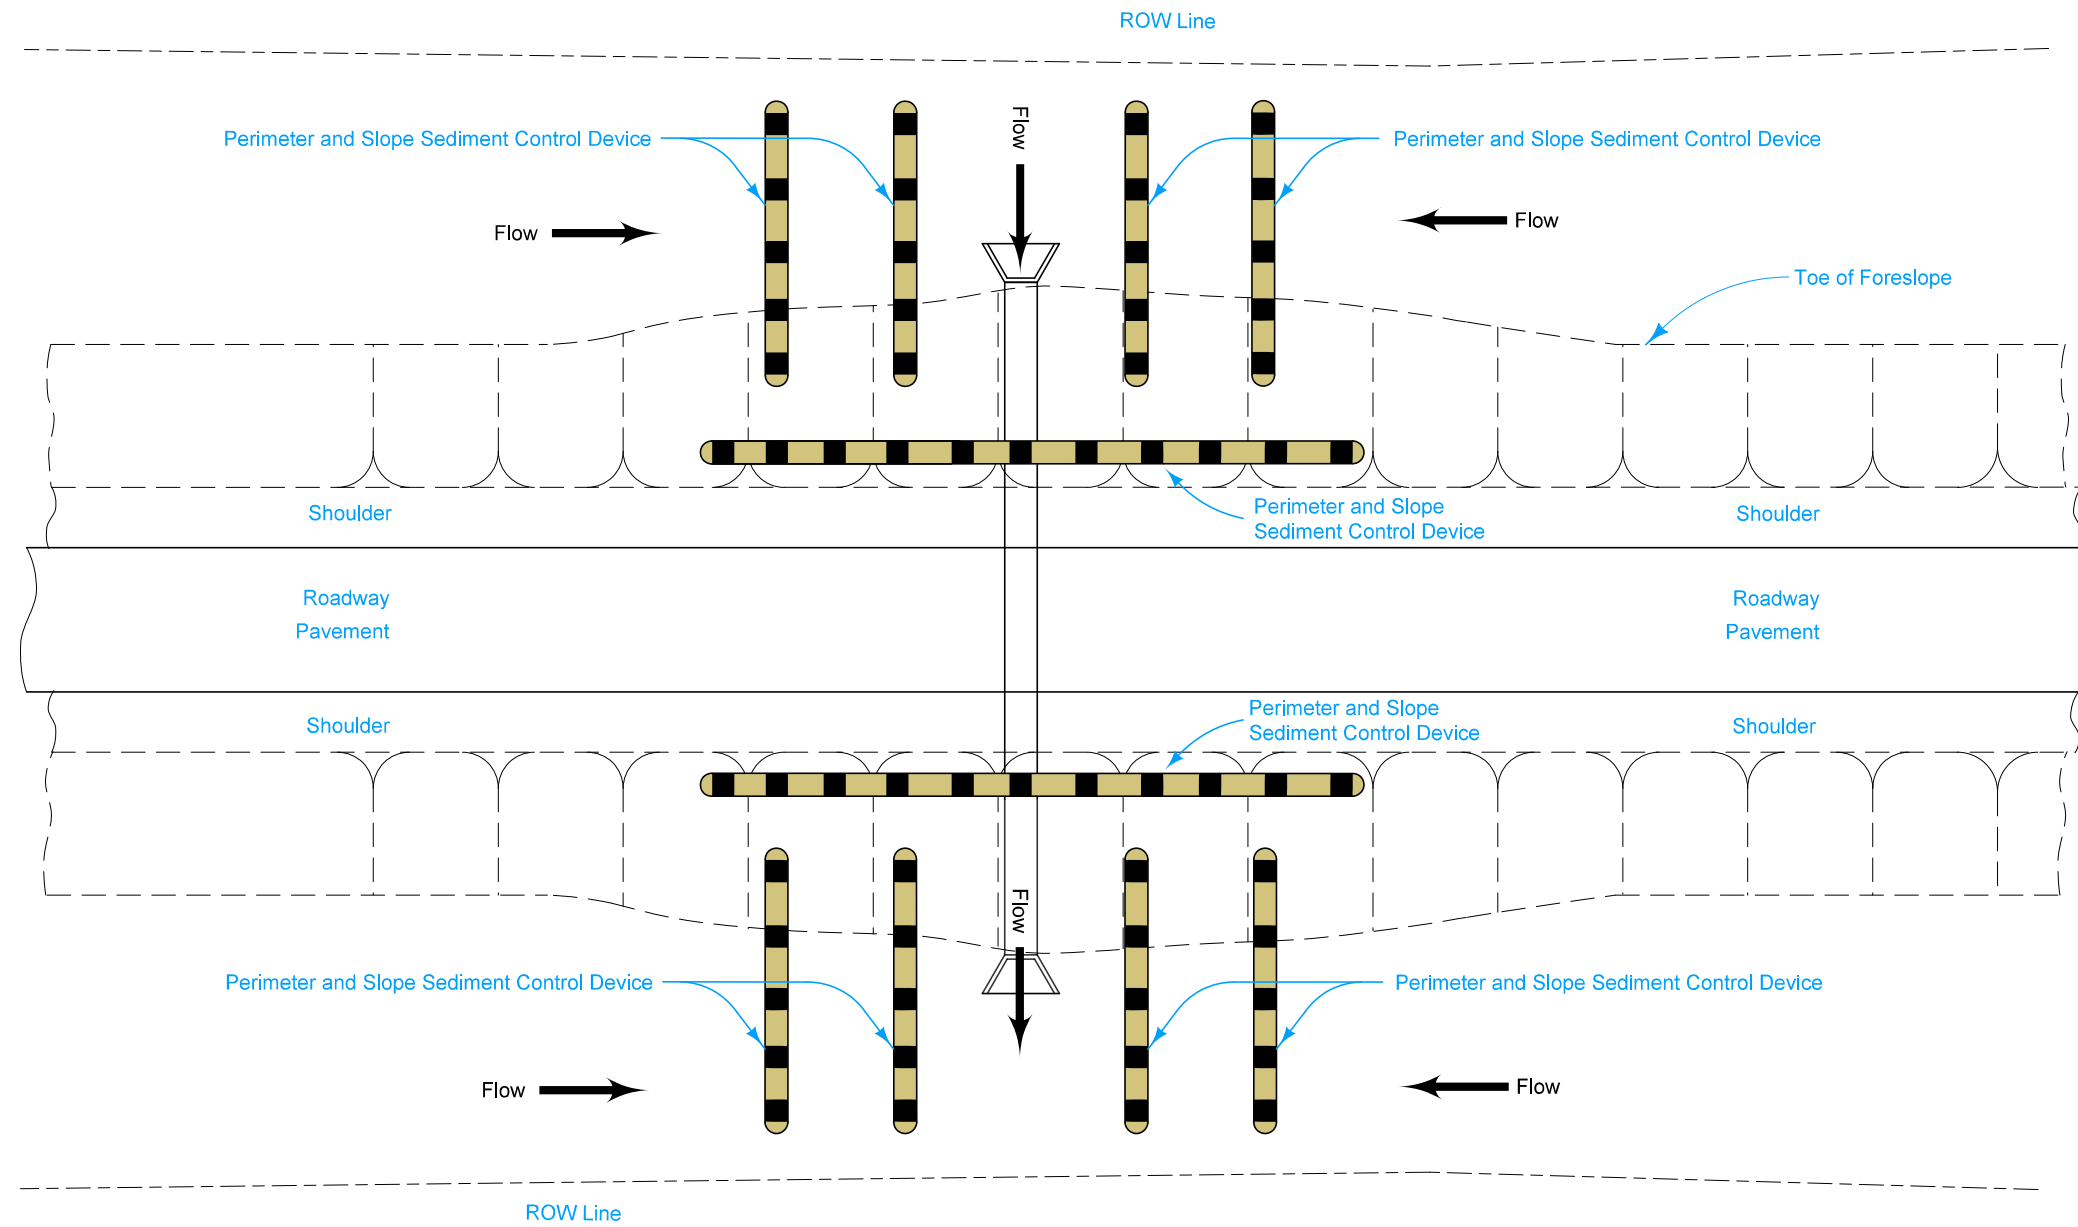 ROW Line
Flow
Perimeter and Slope Sediment Control Device
Perimeter and Slope Sediment Control Device
Flow
Flow
Toe of Foreslope
Perimeter and Slope
Sediment Control Device
Shoulder
Shoulder
Roadway
Pavement
Roadway
Pavement
Perimeter and Slope
Sediment Control Device
Shoulder
Shoulder
Flow
Perimeter and Slope Sediment Control Device
Perimeter and Slope Sediment Control Device
Flow
Flow
ROW Line